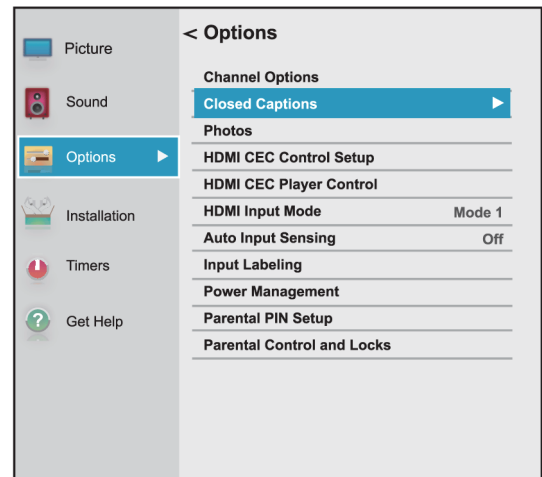 Picture
Sound
Options
Installation
Timers
Get Help
< Options
Channel Options
Closed Captions
Photos
HDMI CEC Control Setup
HDMI CEC Player Control
HDMI Input Mode Mode 1
Auto Input Sensing Off
Input Labeling
Power Management
Parental PIN Setup
Parental Control and Locks